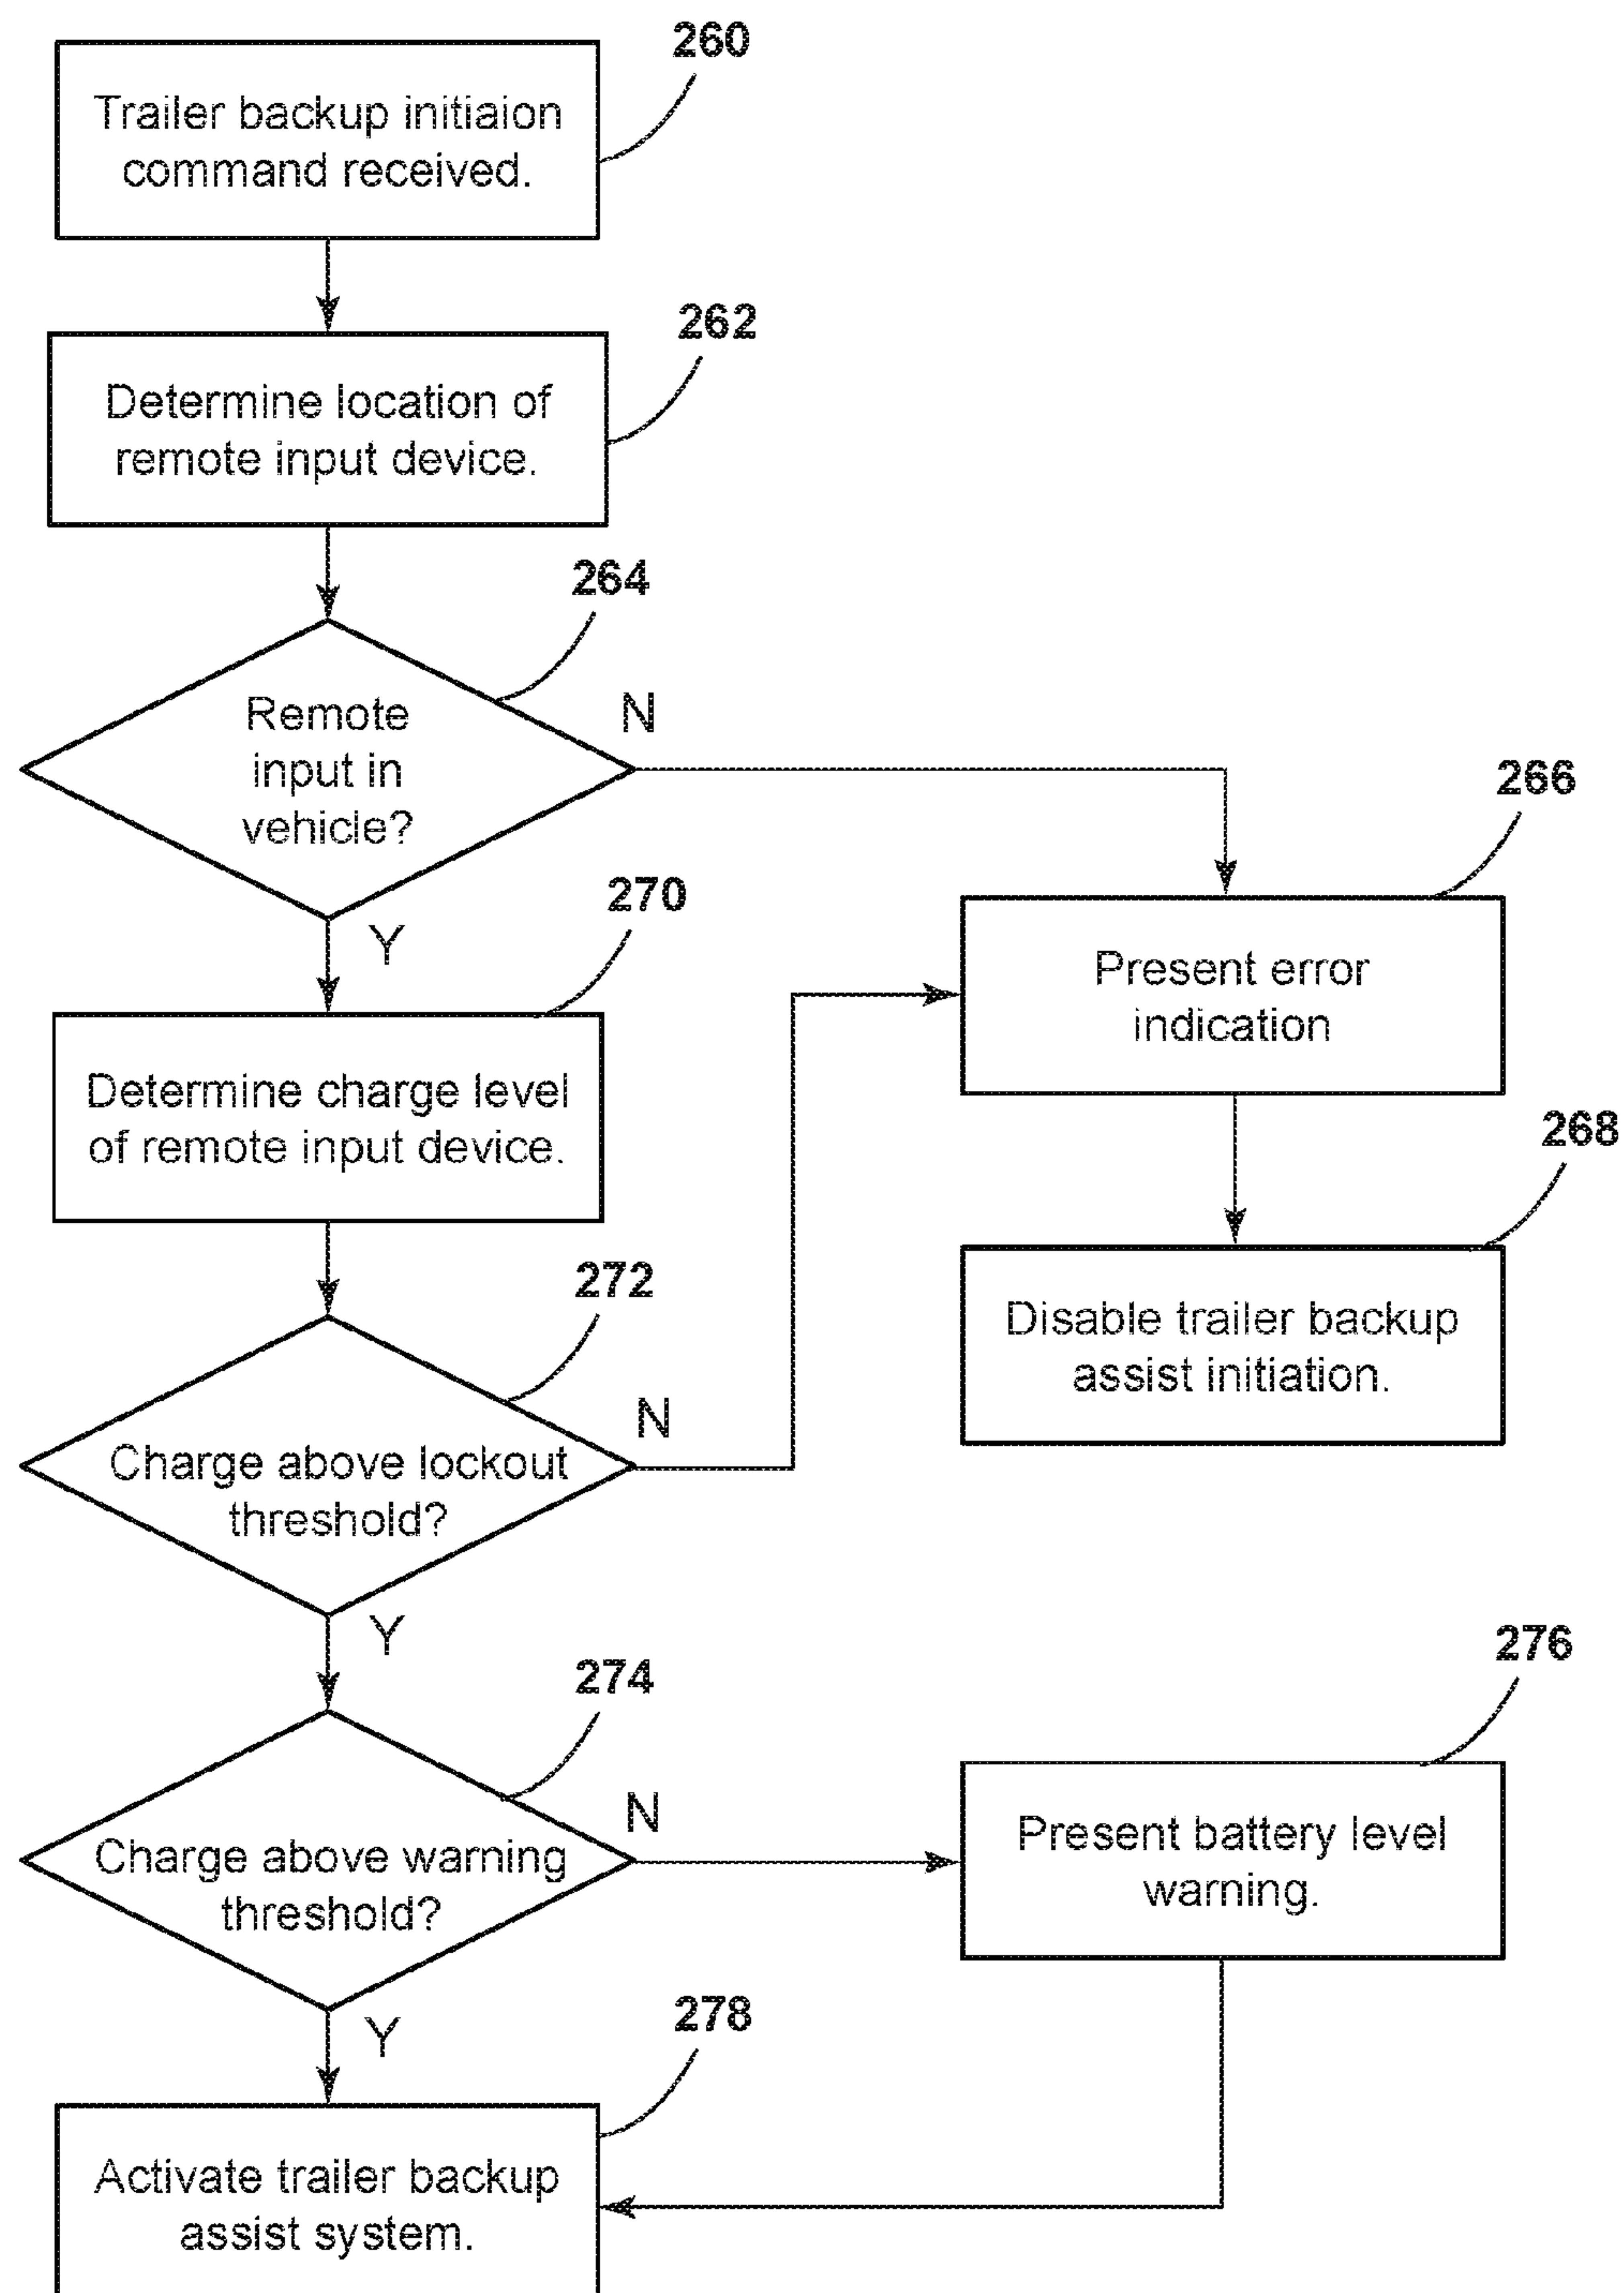 260
Trailer backup initiaion
command received.
262
Determine location of
remote input device.
264
Remote
input in
vehicle?
N
Y
266
Present error
indication
268
Disable trailer backup
assist initiation.
270
Determine charge level
of remote input device.
272
Charge above lockout
threshold?
N
Y
274
Charge above warning
threshold?
N
Y
276
Present battery level
warning.
278
Activate trailer backup
assist system.